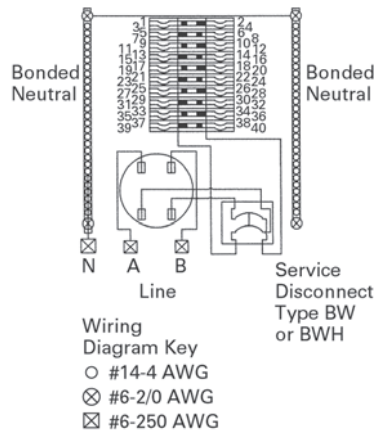 1 2
3 4
5 6
7 8
9 10
11 12
13 14
15 16
17 18
19 20
21 22
23 24
25 26
27 28
29 30
31 32
33 34
35 36
37 38
39 40
Bonded
Neutral
Bonded
Neutral
N A B
Line
Service
Disconnect
Type BW
or BWH
Wiring
Diagram Key
#14-4 AWG
#6-2/0 AWG
#6-250 AWG